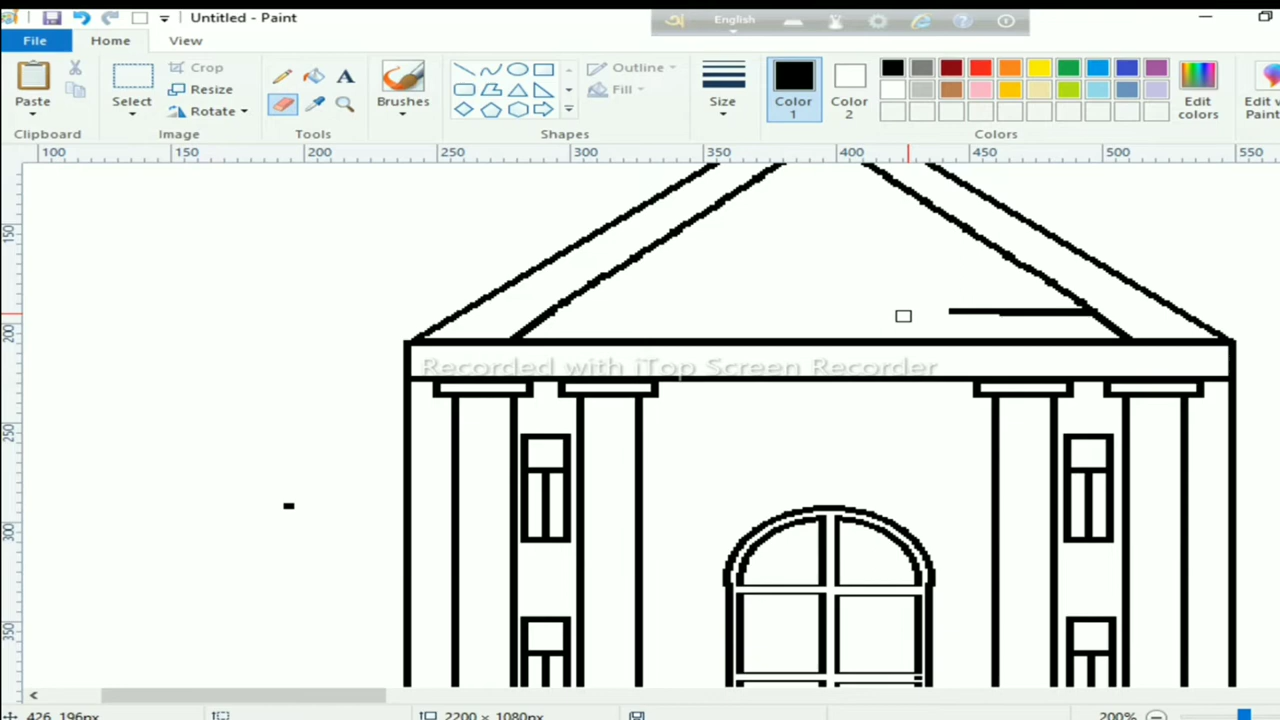 Untitled - Paint
English
File
Home
View
Paste
Clipboard
Select
Crop
Resize
Rotate
Image
Tools
Brushes
Shapes
Outline
Fill
Size
Color 1
Color 2
Colors
Edit colors
Edit w
Paint
100 150 200 250 300 350 400 450 500 550
150
200
250
300
350
Recorded with iTop Screen Recorder
426, 196px
2200 × 1080px
200%